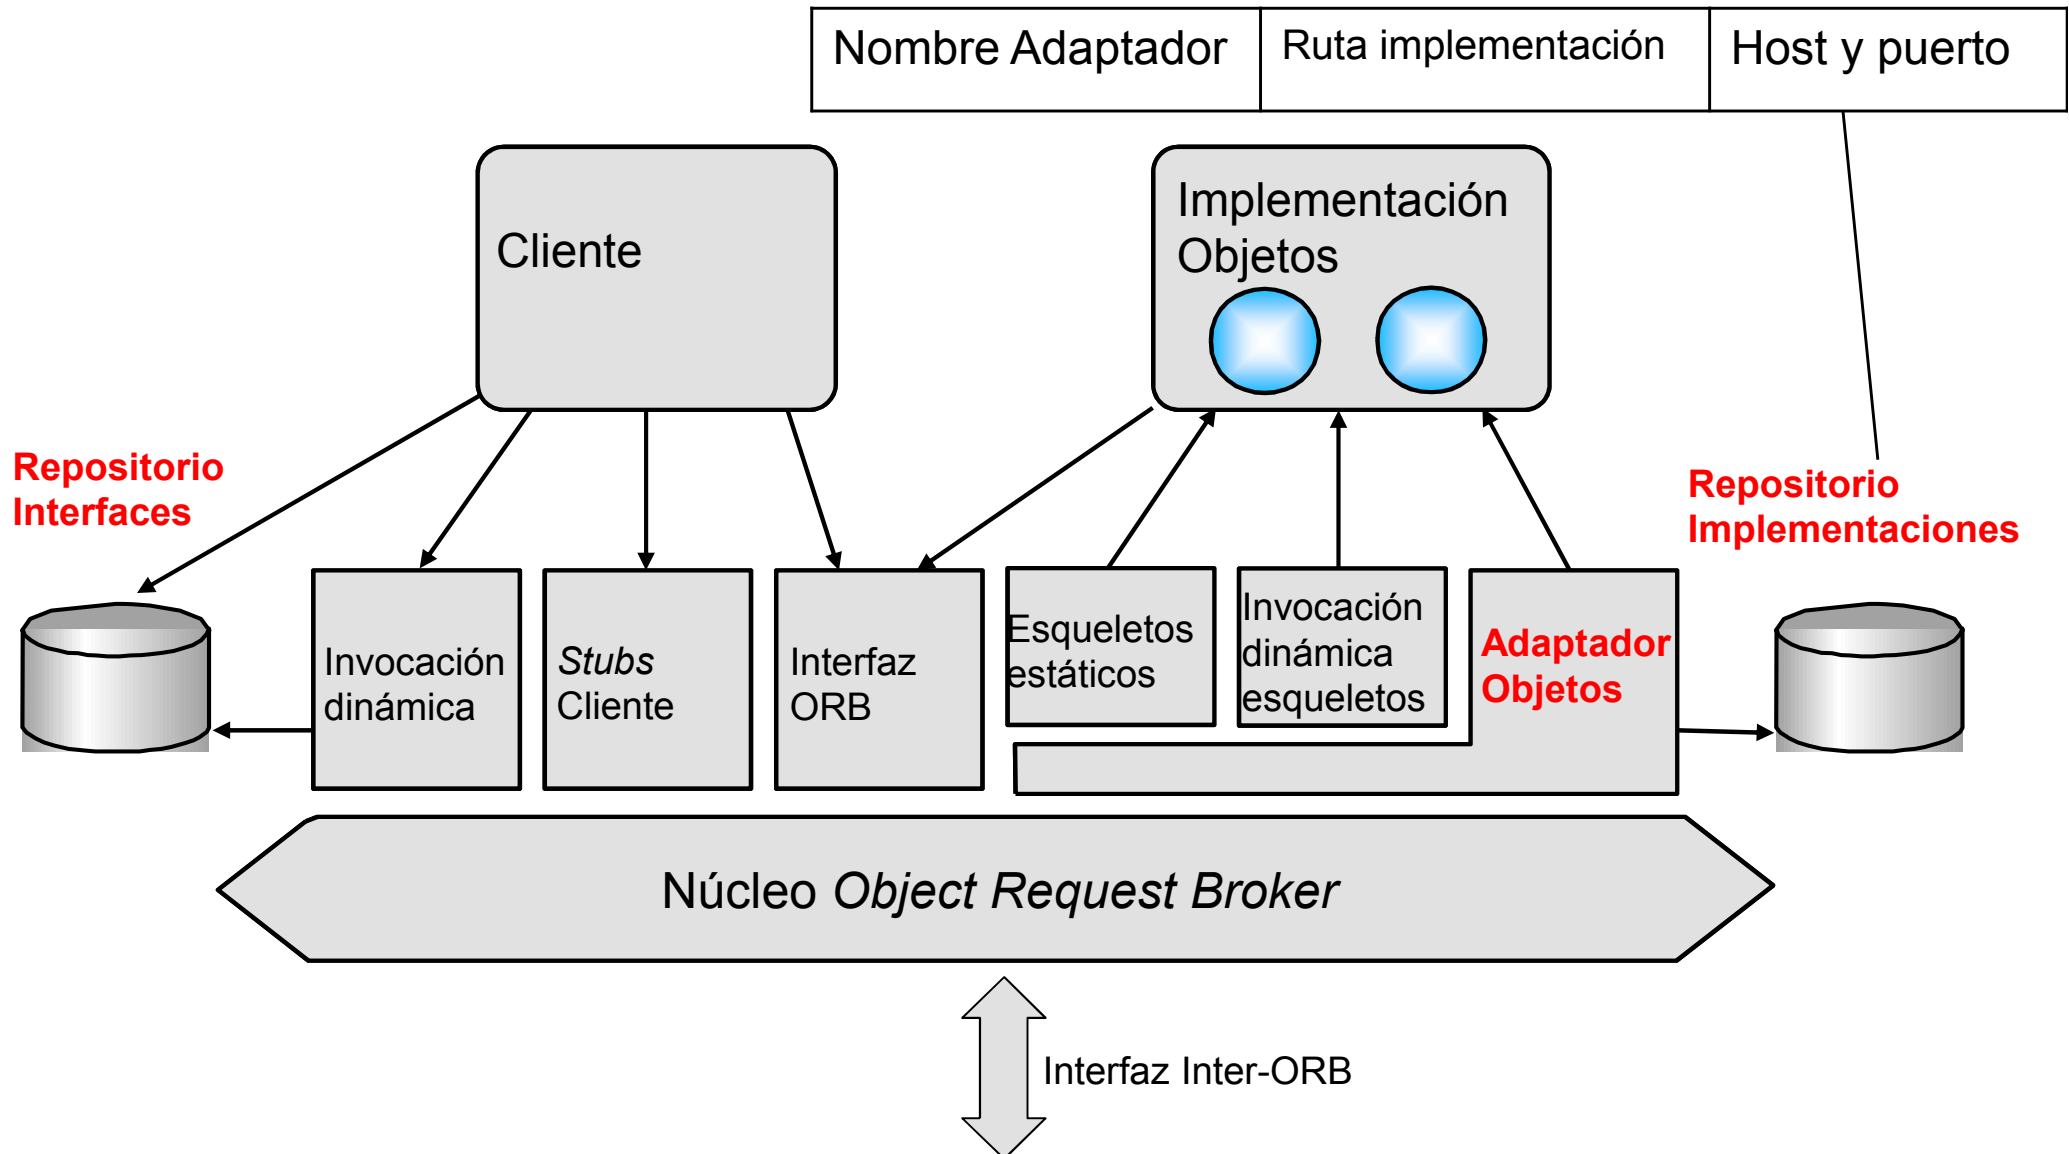 Nombre Adaptador
Ruta implementación
Host y puerto
Cliente
Implementación
Objetos
Repositorio
Interfaces
Repositorio
Implementaciones
Invocación
dinámica
Stubs
Cliente
Interfaz
ORB
Esqueletos
estáticos
Invocación
dinámica
esqueletos
Adaptador
Objetos
Núcleo Object Request Broker
Interfaz Inter-ORB